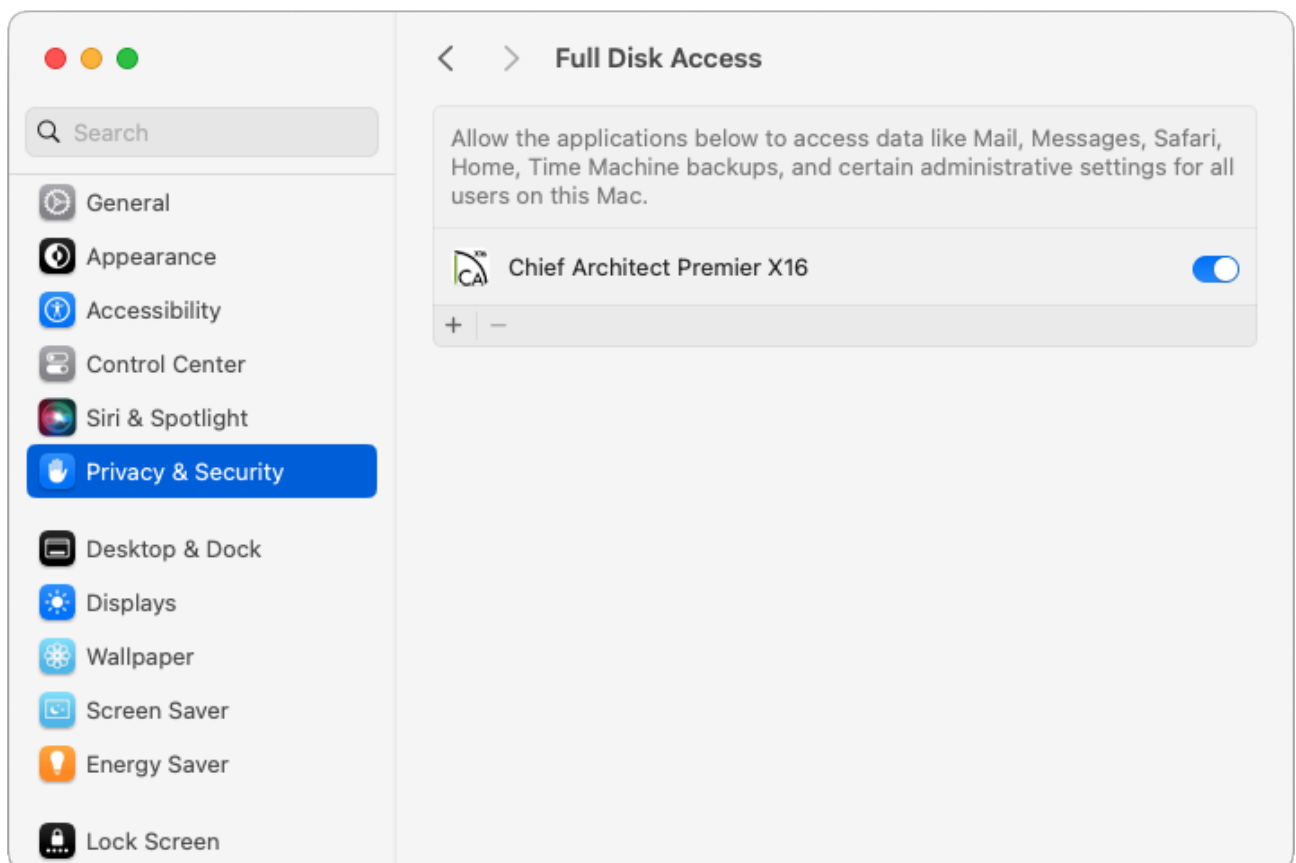 Full Disk Access
Search
Allow the applications below to access data like Mail, Messages, Safari,
Home, Time Machine backups, and certain administrative settings for all
users on this Mac.
General
Appearance
Accessibility
Control Center
Siri & Spotlight
Privacy & Security
Desktop & Dock
Displays
Wallpaper
Screen Saver
Energy Saver
Lock Screen
X16
CA
Chief Architect Premier X16
+ −